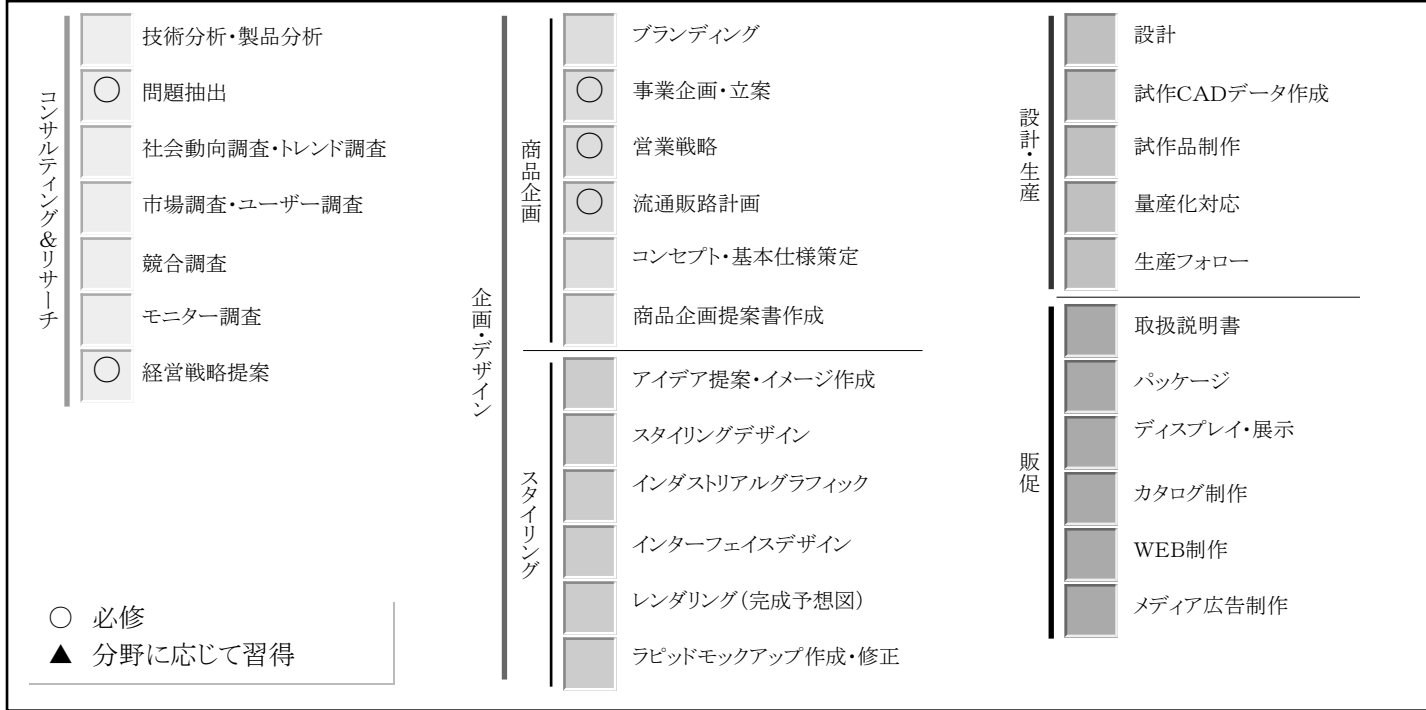 コンサルティング&リサーチ
技術分析・製品分析
○ 問題抽出
社会動向調査・トレンド調査
市場調査・ユーザー調査
競合調査
モニター調査
○ 経営戦略提案
企画・デザイン
商品企画
ブランディング
○ 事業企画・立案
○ 営業戦略
○ 流通販路計画
コンセプト・基本仕様策定
商品企画提案書作成
スタイリング
アイデア提案・イメージ作成
スタイリングデザイン
インダストリアルグラフィック
インターフェイスデザイン
レンダリング(完成予想図)
ラピッドモックアップ作成・修正
設計・生産
設計
試作CADデータ作成
試作品制作
量産化対応
生産フォロー
販促
取扱説明書
パッケージ
ディスプレイ・展示
カタログ制作
WEB制作
メディア広告制作
○ 必修
▲ 分野に応じて習得